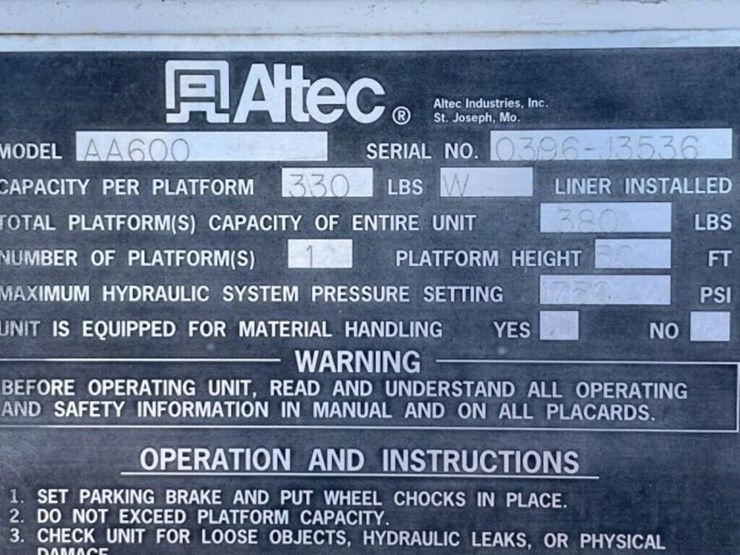 Altec ® Altec Industries, Inc.
St. Joseph, Mo.
MODEL AA600 SERIAL NO. 0396-13536
CAPACITY PER PLATFORM 330 LBS W LINER INSTALLED
TOTAL PLATFORM(S) CAPACITY OF ENTIRE UNIT LBS
NUMBER OF PLATFORM(S) 1 PLATFORM HEIGHT FT
MAXIMUM HYDRAULIC SYSTEM PRESSURE SETTING PSI
UNIT IS EQUIPPED FOR MATERIAL HANDLING YES NO
WARNING
BEFORE OPERATING UNIT, READ AND UNDERSTAND ALL OPERATING
AND SAFETY INFORMATION IN MANUAL AND ON ALL PLACARDS.
OPERATION AND INSTRUCTIONS
1. SET PARKING BRAKE AND PUT WHEEL CHOCKS IN PLACE.
2. DO NOT EXCEED PLATFORM CAPACITY.
3. CHECK UNIT FOR LOOSE OBJECTS, HYDRAULIC LEAKS, OR PHYSICAL
DAMAGE